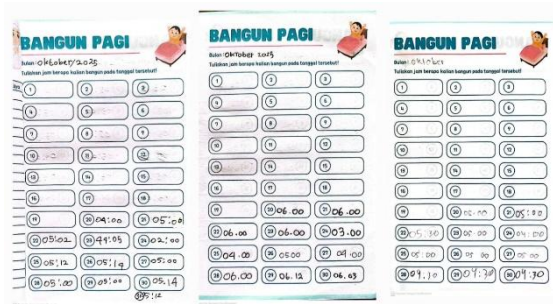 BANGUN PAGI
Bulan: Oktober/2025
Tuliskan jam berapa kalian bangun pada tanggal tersebut!
1 2 3
4 5 6
7 8 9
10 11 12
13 14 15
16 17 18
19 20 04:00 21 05:00
22 05:02 23 49:05 24 02:00
25 05:12 26 05:14 27 05:00
28 05:00 29 05:00 30 05.14
BANGUN PAGI
Bulan: OKTober 2025
Tuliskan jam berapa kalian bangun pada tanggal tersebut!
1 2 3
4 5 6
7 8 9
10 11 12
13 14 15
16 17 18
19 20 06.00 21 06.00
22 06.00 23 06.00 24 03.00
25 04.00 26 05.00 27 04.00
28 06.00 29 06.12 30 06.03
BANGUN PAGI
Bulan: Oktober
Tuliskan jam berapa kalian bangun pada tanggal tersebut!
1 2 3
4 5 6
7 8 9
10 11 12
13 14 15
16 17 18
19 20 05.00 21 05:00
22 05.30 23 05.00 24 04:00
25 05:00 26 05.00 27 05.00
28 04.30 29 04:30 30 04:30